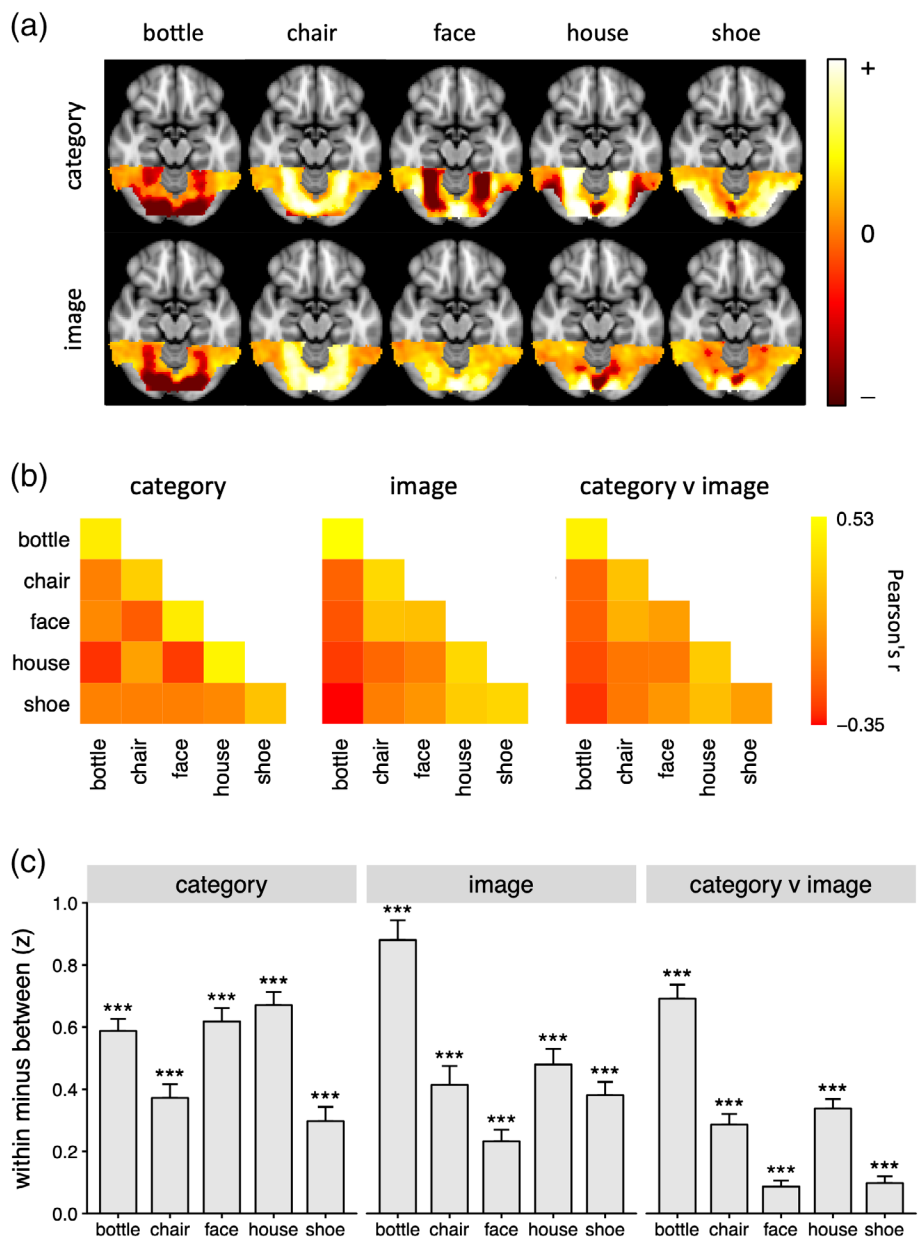 (a)
bottle chair face house shoe
category
image
+
0
–
(b)
category image category v image
bottle
chair
face
house
shoe
bottle chair face house shoe
bottle chair face house shoe
bottle chair face house shoe
0.53
Pearson's r
−0.35
(c)
category image category v image
within minus between (z)
1.0
0.8
0.6
0.4
0.2
0.0
*** *** *** *** ***
*** *** *** *** ***
*** *** *** *** ***
bottle chair face house shoe
bottle chair face house shoe
bottle chair face house shoe